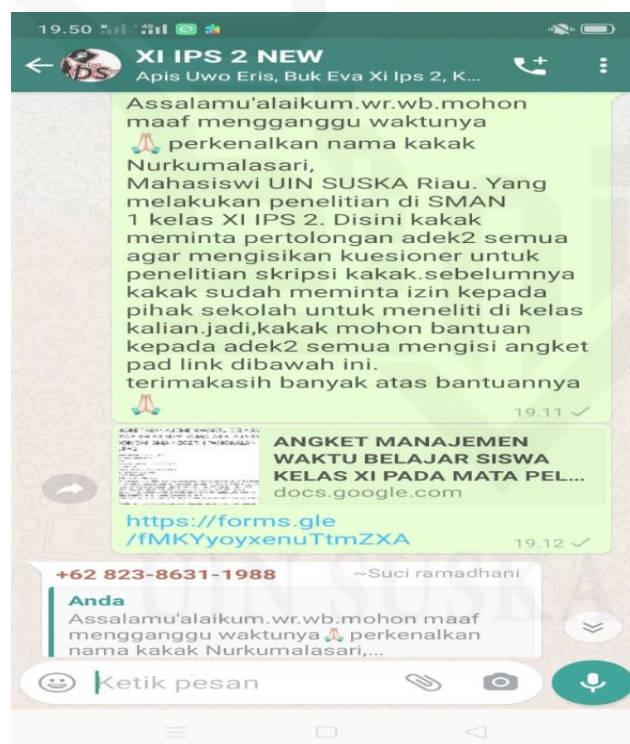 19.50
XI IPS 2 NEW
Apis Uwo Eris, Buk Eva Xi Ips 2, K...
Assalamu'alaikum.wr.wb.mohon
maaf mengganggu waktunya
🙏 perkenalkan nama kakak
Nurkumalasari,
Mahasiswi UIN SUSKA Riau. Yang
melakukan penelitian di SMAN
1 kelas XI IPS 2. Disini kakak
meminta pertolongan adek2 semua
agar mengisikan kuesioner untuk
penelitian skripsi kakak.sebelumnya
kakak sudah meminta izin kepada
pihak sekolah untuk meneliti di kelas
kalian.jadi,kakak mohon bantuan
kepada adek2 semua mengisi angket
pad link dibawah ini.
terimakasih banyak atas bantuannya
🙏
19.11
ANGKET MANAJEMEN
WAKTU BELAJAR SISWA
KELAS XI PADA MATA PEL...
docs.google.com
https://forms.gle
/fMKYyoyxenuTtmZXA
19.12
+62 823-8631-1988 ~Suci ramadhani
Anda
Assalamu'alaikum.wr.wb.mohon maaf
mengganggu waktunya 🙏 perkenalkan
nama kakak Nurkumalasari,...
UIN SUSKA
Ketik pesan